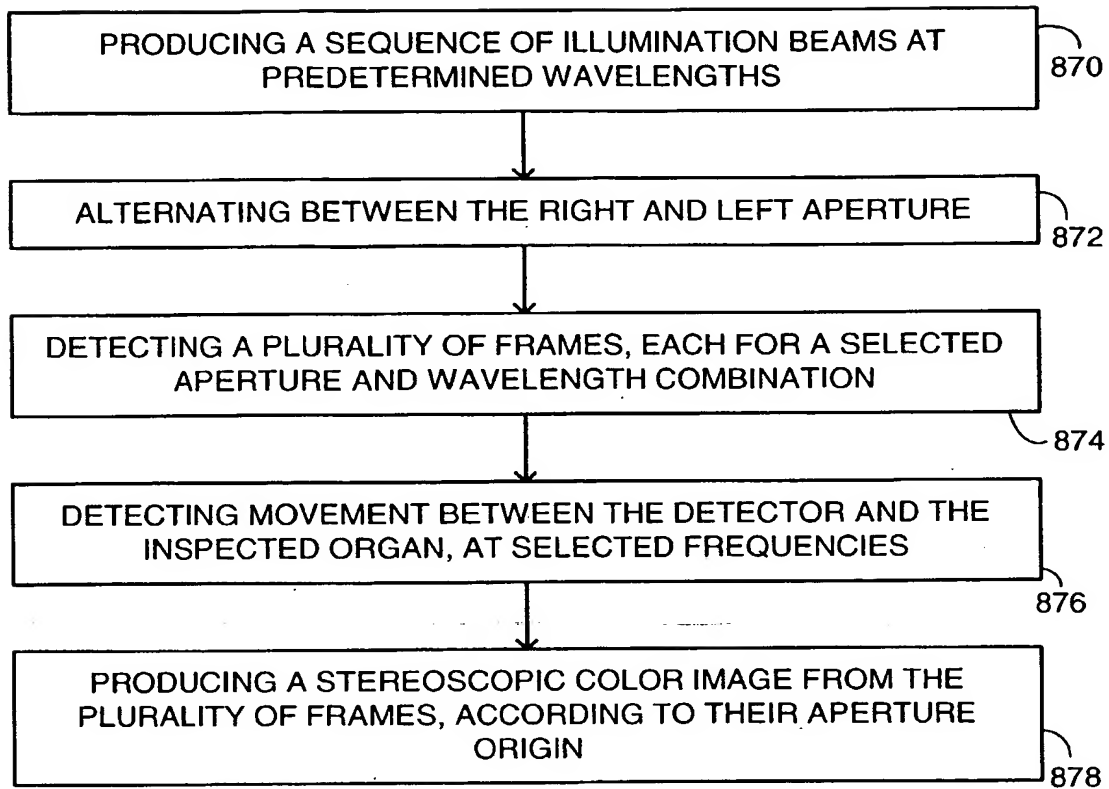 PRODUCING A SEQUENCE OF ILLUMINATION BEAMS AT
PREDETERMINED WAVELENGTHS
870
ALTERNATING BETWEEN THE RIGHT AND LEFT APERTURE
872
DETECTING A PLURALITY OF FRAMES, EACH FOR A SELECTED
APERTURE AND WAVELENGTH COMBINATION
874
DETECTING MOVEMENT BETWEEN THE DETECTOR AND THE
INSPECTED ORGAN, AT SELECTED FREQUENCIES
876
PRODUCING A STEREOSCOPIC COLOR IMAGE FROM THE
PLURALITY OF FRAMES, ACCORDING TO THEIR APERTURE
ORIGIN
878